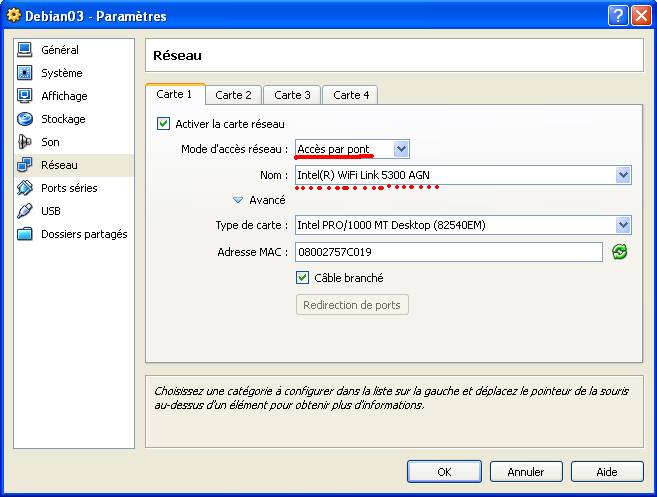 Debian03 - Paramètres
Général
Système
Affichage
Stockage
Son
Réseau
Ports séries
USB
Dossiers partagés
Réseau
Carte 1 Carte 2 Carte 3 Carte 4
Activer la carte réseau
Mode d'accès réseau : Accès par pont
Nom : Intel(R) WiFi Link 5300 AGN
Avancé
Type de carte : Intel PRO/1000 MT Desktop (82540EM)
Adresse MAC : 08002757C019
Câble branché
Redirection de ports
Choisissez une catégorie à configurer dans la liste sur la gauche et déplacez le pointeur de la souris
au-dessus d'un élément pour obtenir plus d'informations.
OK Annuler Aide